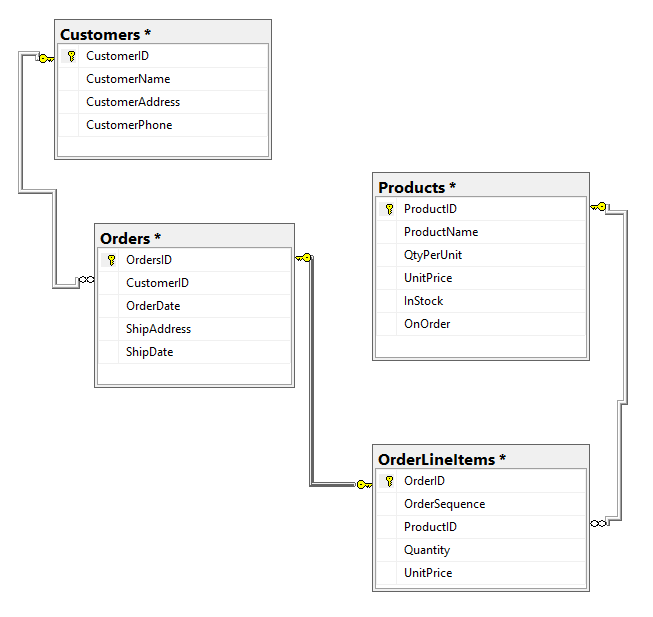 Customers *
CustomerID
CustomerName
CustomerAddress
CustomerPhone
Orders *
OrdersID
CustomerID
OrderDate
ShipAddress
ShipDate
Products *
ProductID
ProductName
QtyPerUnit
UnitPrice
InStock
OnOrder
OrderLineItems *
OrderID
OrderSequence
ProductID
Quantity
UnitPrice